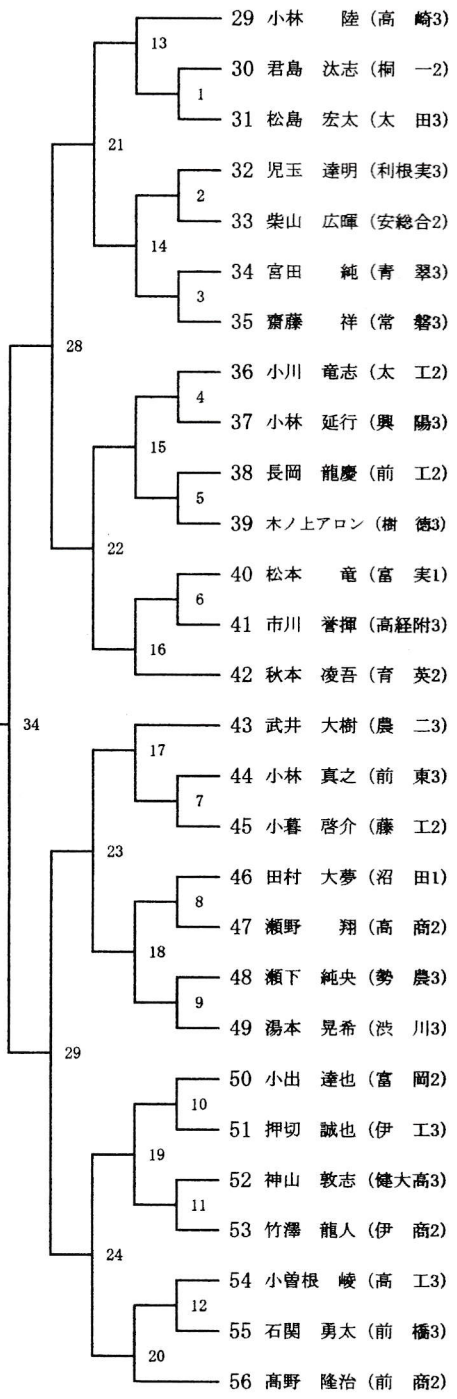 29 小林 陸 (高 崎3)
13
30 君島 汰志 (桐 一2)
1
31 松島 宏太 (太 田3)
21
32 児玉 達明 (利根実3)
2
33 柴山 広暉 (安総合2)
14
34 宮田 純 (青 翠3)
3
35 齋藤 祥 (常 磐3)
28
36 小川 竜志 (太 工2)
4
37 小林 延行 (興 陽3)
15
38 長岡 龍慶 (前 工2)
5
39 木ノ上アロン (樹 徳3)
22
40 松本 竜 (富 実1)
6
41 市川 誉揮 (高経附3)
16
42 秋本 凌吾 (育 英2)
34
43 武井 大樹 (農 二3)
17
44 小林 真之 (前 東3)
7
45 小暮 啓介 (藤 工2)
23
46 田村 大夢 (沼 田1)
8
47 瀬野 翔 (高 商2)
18
48 瀬下 純央 (勢 農3)
9
49 湯本 晃希 (渋 川3)
29
50 小出 達也 (富 岡2)
10
51 押切 誠也 (伊 工3)
19
52 神山 敦志 (健大高3)
11
53 竹澤 龍人 (伊 商2)
24
54 小曽根 崚 (高 工3)
12
55 石関 勇太 (前 橋3)
20
56 髙野 隆治 (前 商2)